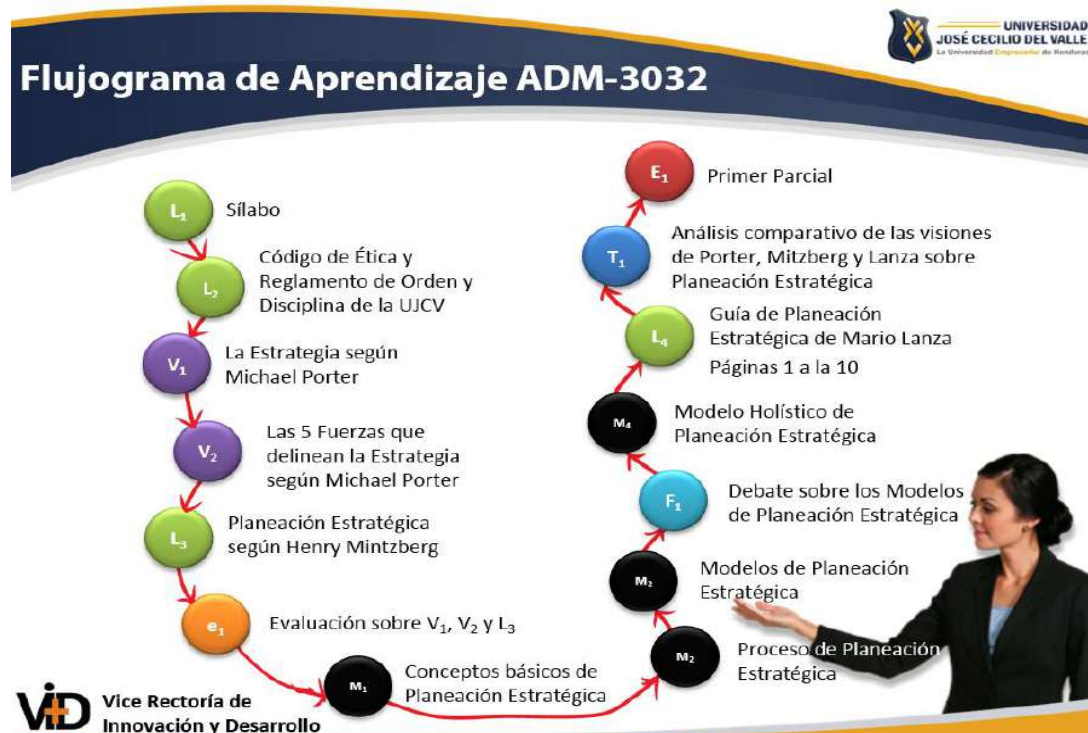 UNIVERSIDAD
JOSÉ CECILIO DEL VALLE
La Universidad Empresarial de Honduras
Flujograma de Aprendizaje ADM-3032
L1
Sílabo
L2
Código de Ética y
Reglamento de Orden y
Disciplina de la UJCV
V1
La Estrategia según
Michael Porter
V2
Las 5 Fuerzas que
delinean la Estrategia
según Michael Porter
L3
Planeación Estratégica
según Henry Mintzberg
e1
Evaluación sobre V1, V2 y L3
M1
Conceptos básicos de
Planeación Estratégica
M2
Proceso de Planeación
Estratégica
M2
Modelos de Planeación
Estratégica
F1
Debate sobre los Modelos
de Planeación Estratégica
M4
Modelo Holístico de
Planeación Estratégica
L4
Guía de Planeación
Estratégica de Mario Lanza
Páginas 1 a la 10
T1
Análisis comparativo de las visiones
de Porter, Mitzberg y Lanza sobre
Planeación Estratégica
E1
Primer Parcial
ViD
Vice Rectoría de
Innovación y Desarrollo